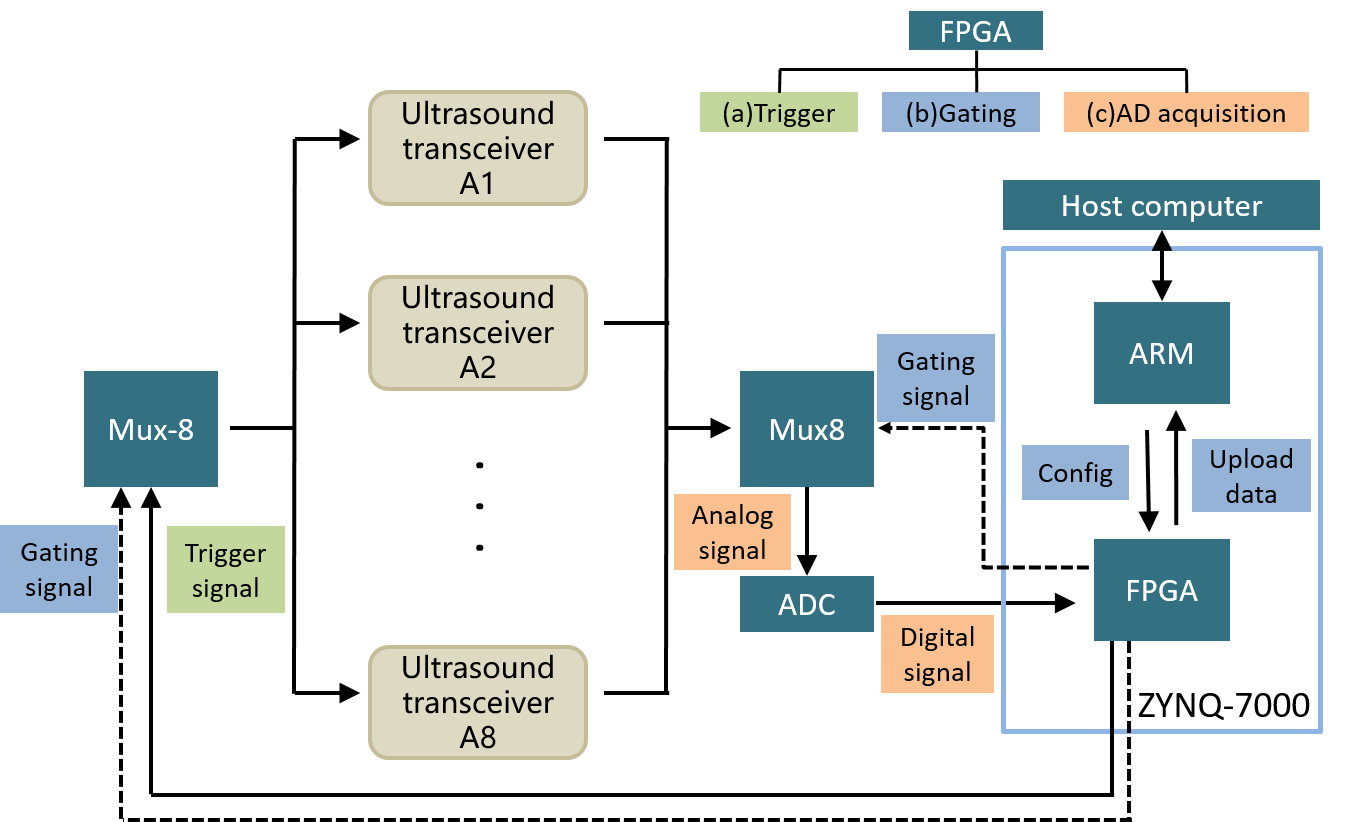 FPGA
(a)Trigger
(b)Gating
(c)AD acquisition
Ultrasound
transceiver
A1
Host computer
Ultrasound
transceiver
A2
ARM
Gating
signal
Mux-8
Mux8
Config
Upload
data
Analog
signal
Gating
signal
Trigger
signal
ADC
FPGA
Digital
signal
Ultrasound
transceiver
A8
ZYNQ-7000